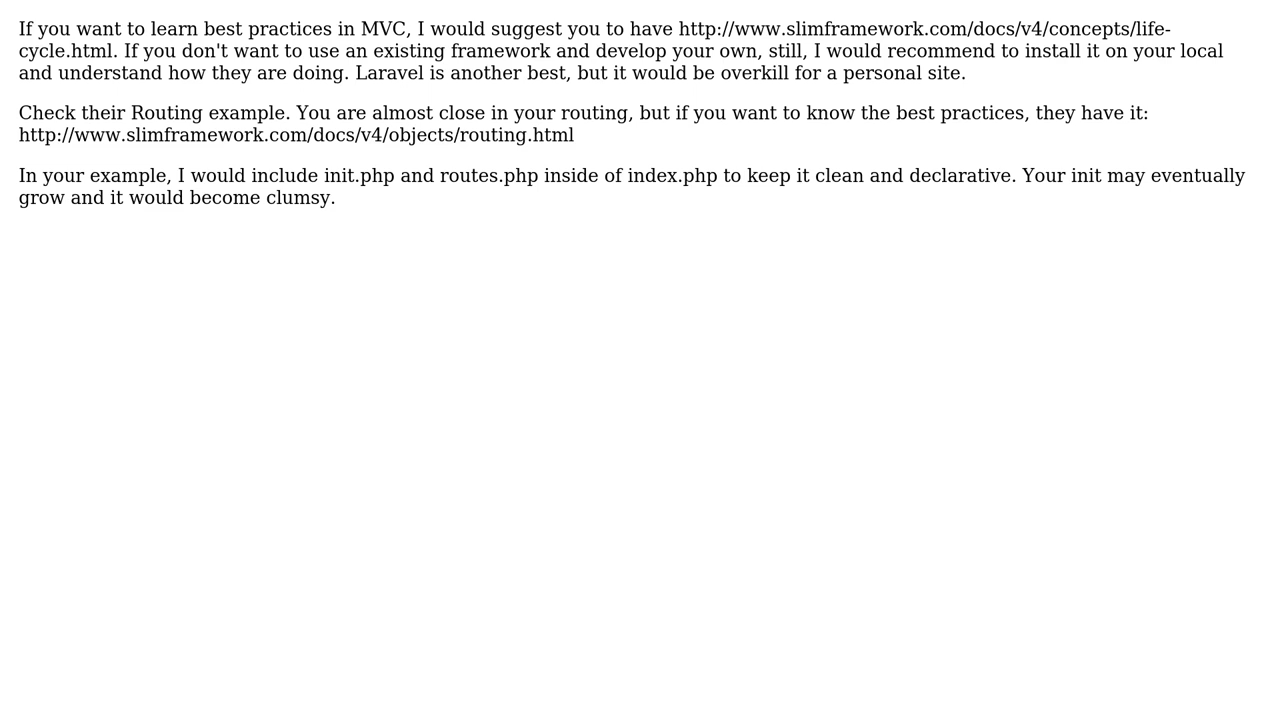 If you want to learn best practices in MVC, I would suggest you to have http://www.slimframework.com/docs/v4/concepts/life-
cycle.html. If you don't want to use an existing framework and develop your own, still, I would recommend to install it on your local
and understand how they are doing. Laravel is another best, but it would be overkill for a personal site.
Check their Routing example. You are almost close in your routing, but if you want to know the best practices, they have it:
http://www.slimframework.com/docs/v4/objects/routing.html
In your example, I would include init.php and routes.php inside of index.php to keep it clean and declarative. Your init may eventually
grow and it would become clumsy.